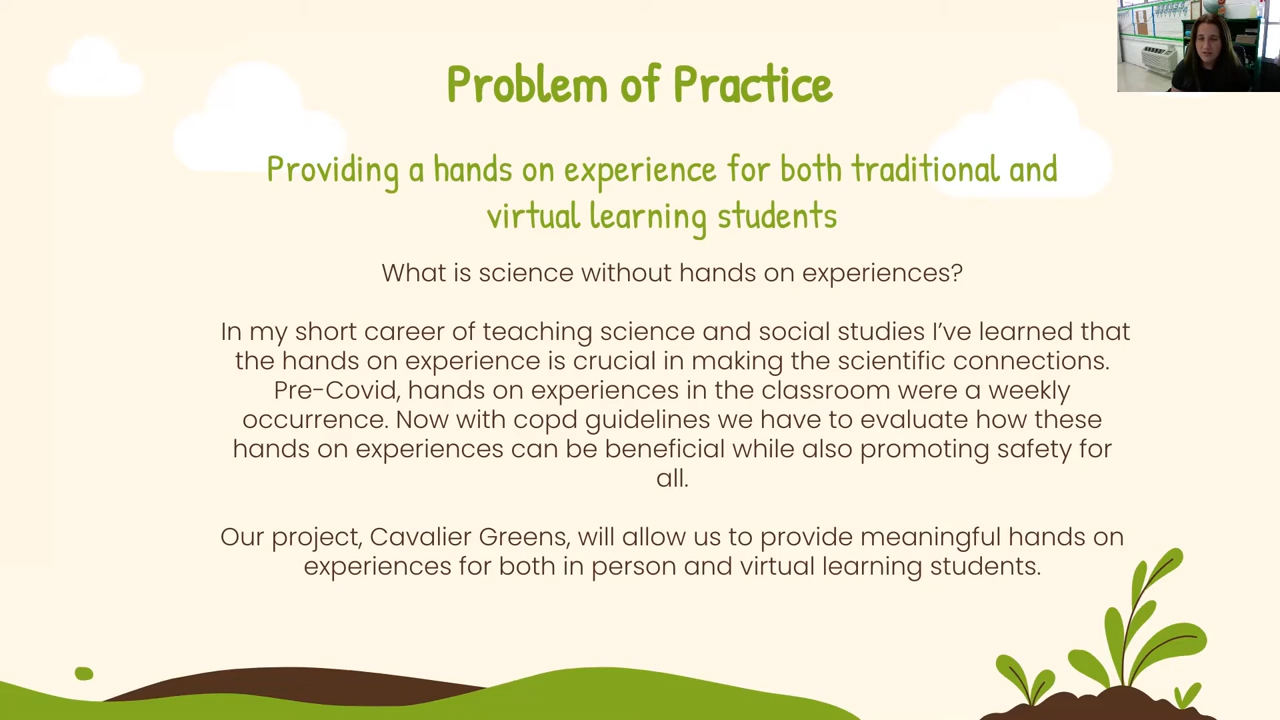 Problem of Practice
Providing a hands on experience for both traditional and
virtual learning students
What is science without hands on experiences?
In my short career of teaching science and social studies I’ve learned that
the hands on experience is crucial in making the scientific connections.
Pre-Covid, hands on experiences in the classroom were a weekly
occurrence. Now with copd guidelines we have to evaluate how these
hands on experiences can be beneficial while also promoting safety for
all.
Our project, Cavalier Greens, will allow us to provide meaningful hands on
experiences for both in person and virtual learning students.